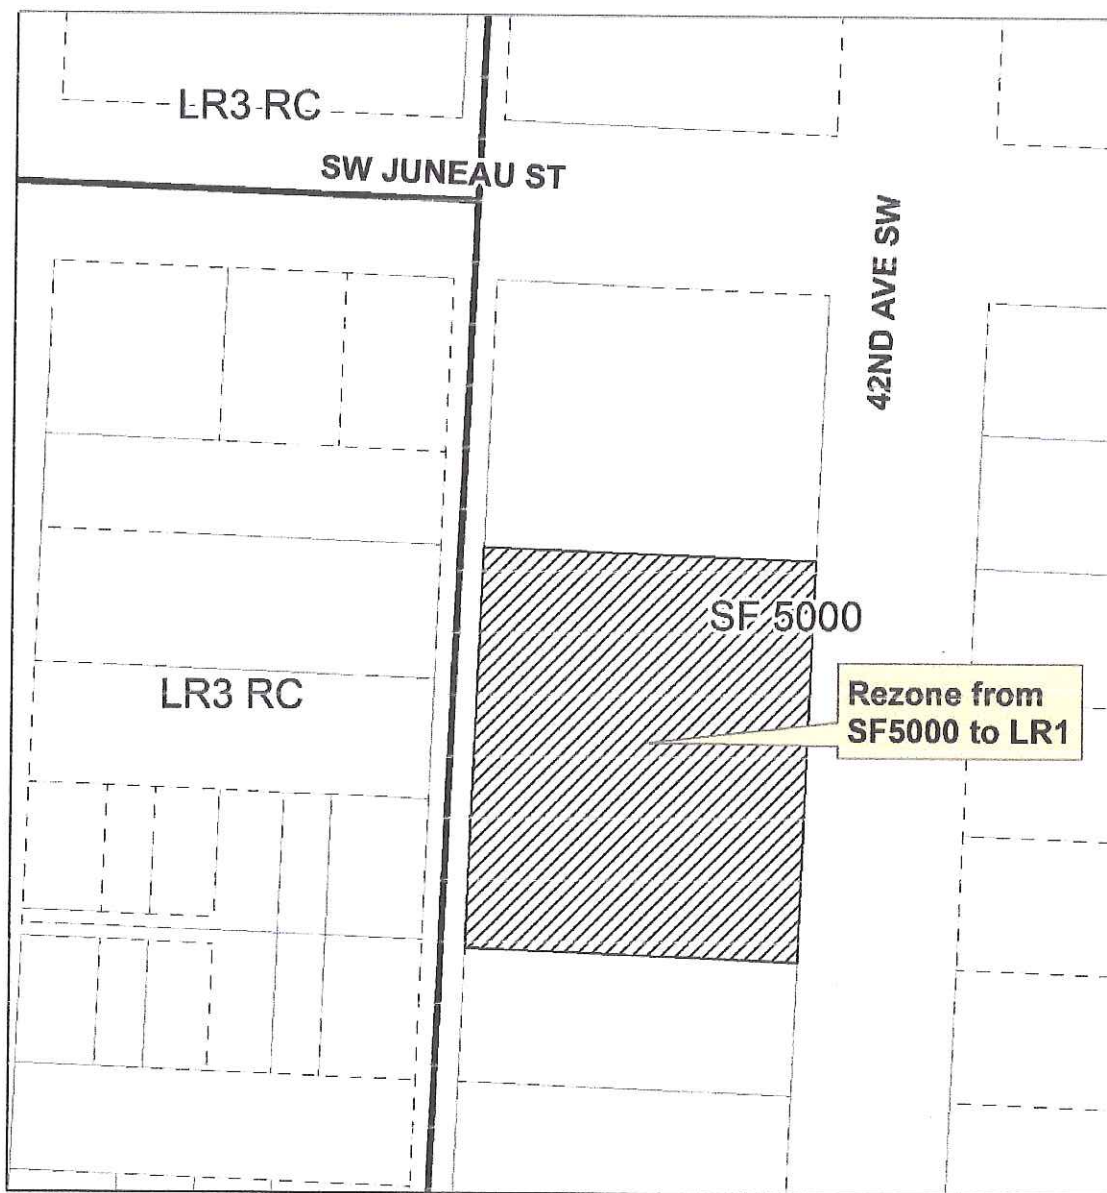 LR3 RC
SW JUNEAU ST
42ND AVE SW
SF 5000
LR3 RC
Rezone from
SF5000 to LR1